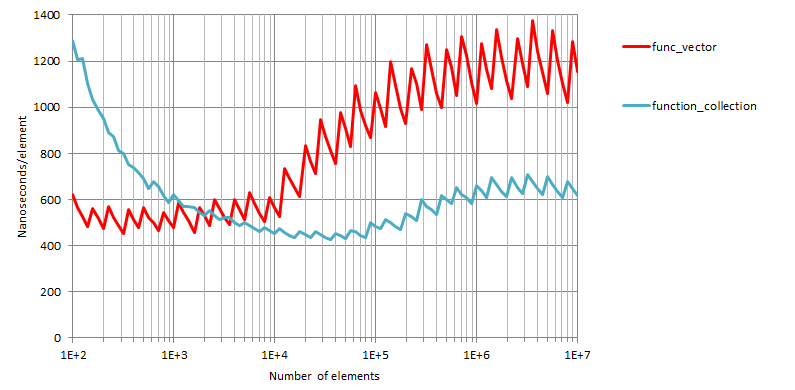 1400
1200
1000
800
600
400
200
0
Nanoseconds/element
1E+2
1E+3
1E+4
1E+5
1E+6
1E+7
Number of elements
func_vector
function_collection